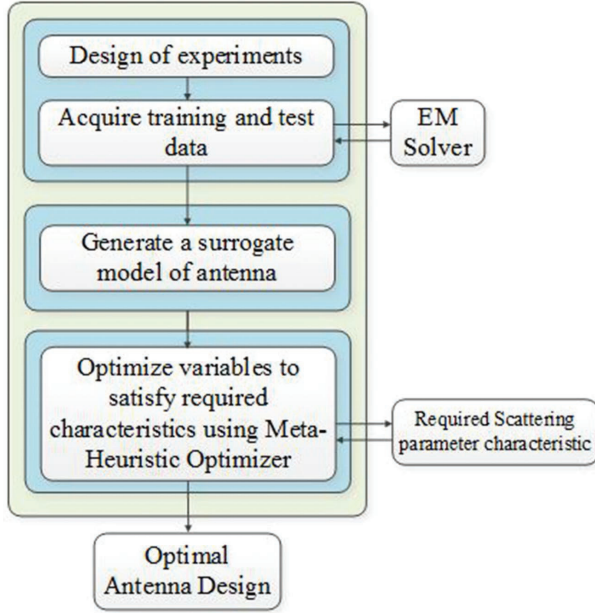 Design of experiments
Acquire training and test
data
EM
Solver
Generate a surrogate
model of antenna
Optimize variables to
satisfy required
characteristics using Meta-
Heuristic Optimizer
Required Scattering
parameter characteristic
Optimal
Antenna Design